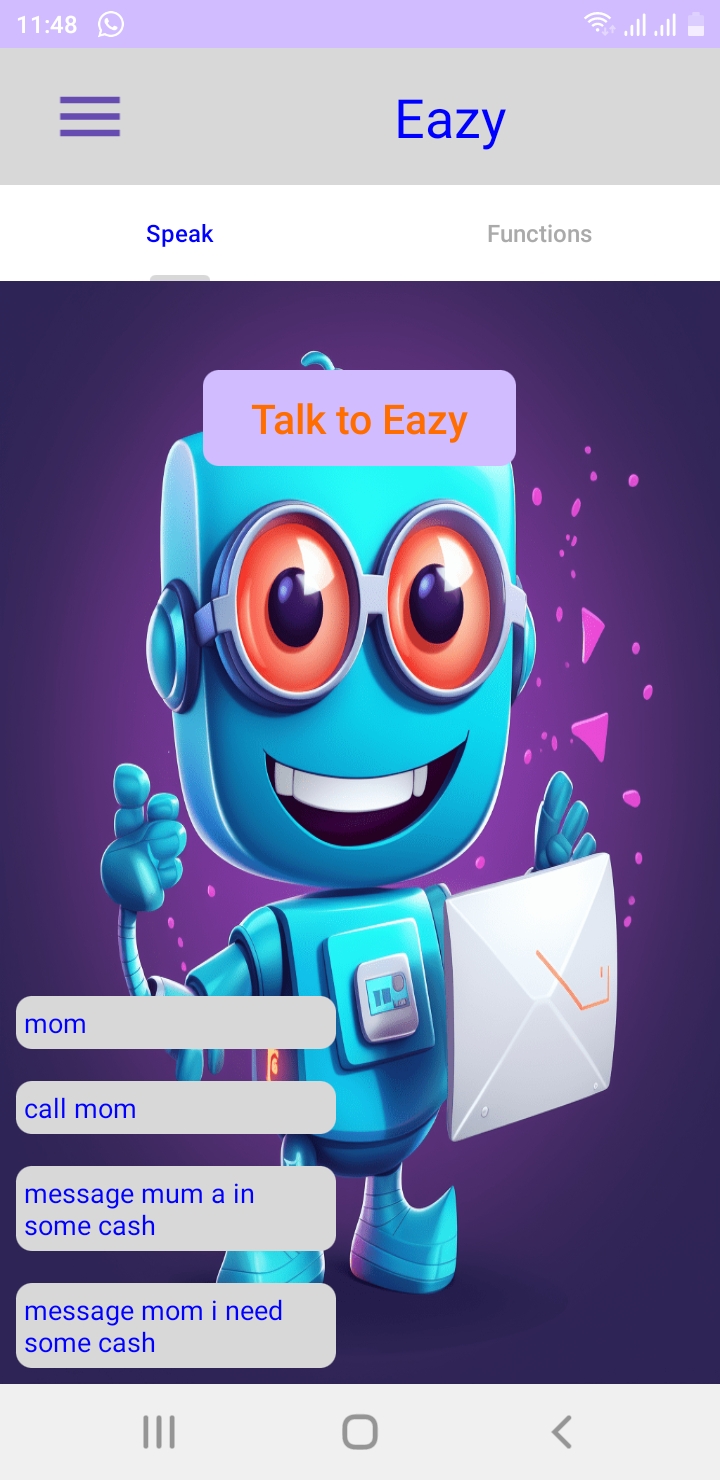 11:48
Eazy
Speak
Functions
Talk to Eazy
mom
call mom
message mum a in
some cash
message mom i need
some cash